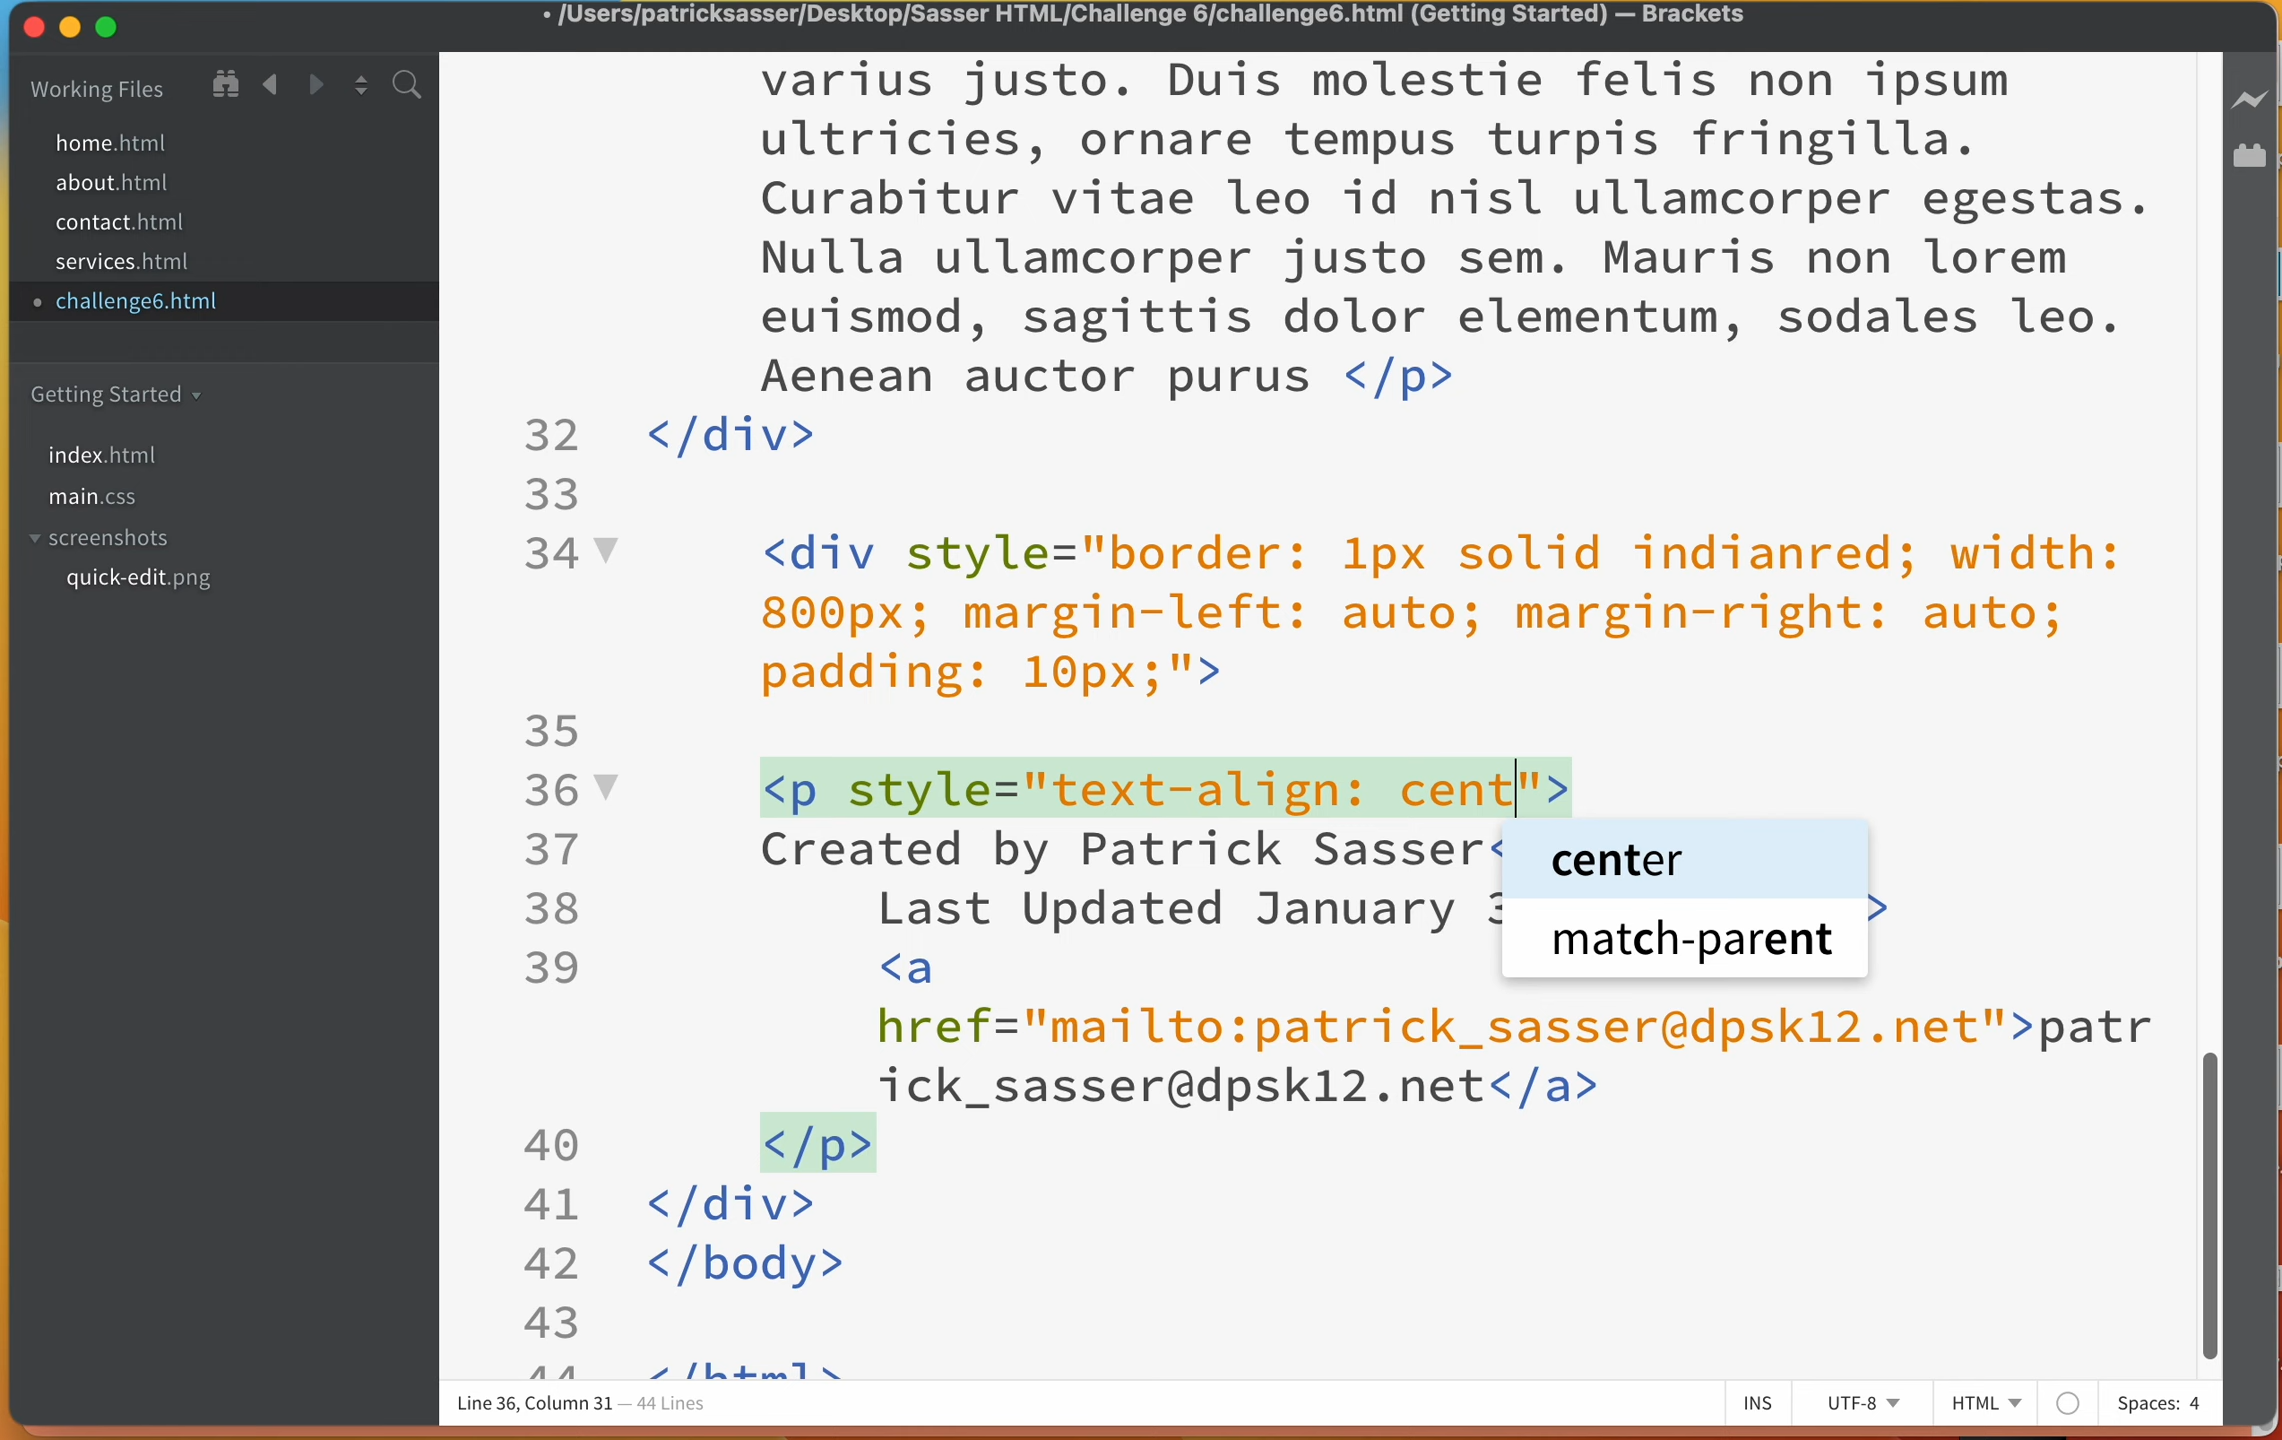 • /Users/patricksasser/Desktop/Sasser HTML/Challenge 6/challenge6.html (Getting Started) — Brackets
Working Files
home.html
about.html
contact.html
services.html
• challenge6.html
Getting Started
index.html
main.css
screenshots
quick-edit.png
varius justo. Duis molestie felis non ipsum
ultricies, ornare tempus turpis fringilla.
Curabitur vitae leo id nisl ullamcorper egestas.
Nulla ullamcorper justo sem. Mauris non lorem
euismod, sagittis dolor elementum, sodales leo.
Aenean auctor purus </p>
32 </div>
33
34 <div style="border: 1px solid indianred; width:
800px; margin-left: auto; margin-right: auto;
padding: 10px;">
35
36 <p style="text-align: cent">
37 Created by Patrick Sasser<
center
38 Last Updated January 3 >
match-parent
39 <a
href="mailto:patrick_sasser@dpsk12.net">patr
ick_sasser@dpsk12.net</a>
40 </p>
41 </div>
42 </body>
43
44 </html>
Line 36, Column 31 — 44 Lines
INS UTF-8 HTML Spaces: 4